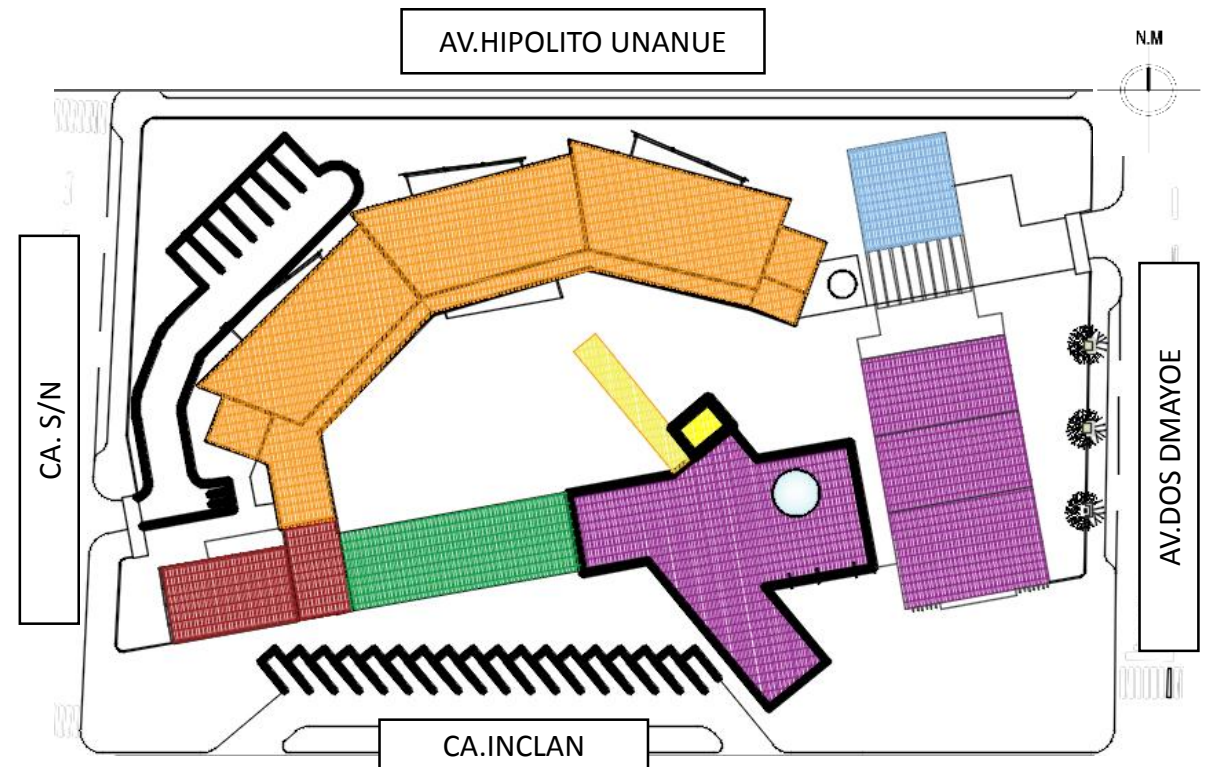 AV.HIPOLITO UNANUE
N.M
CA. S/N
AV.DOS DMAYOE
CA.INCLAN